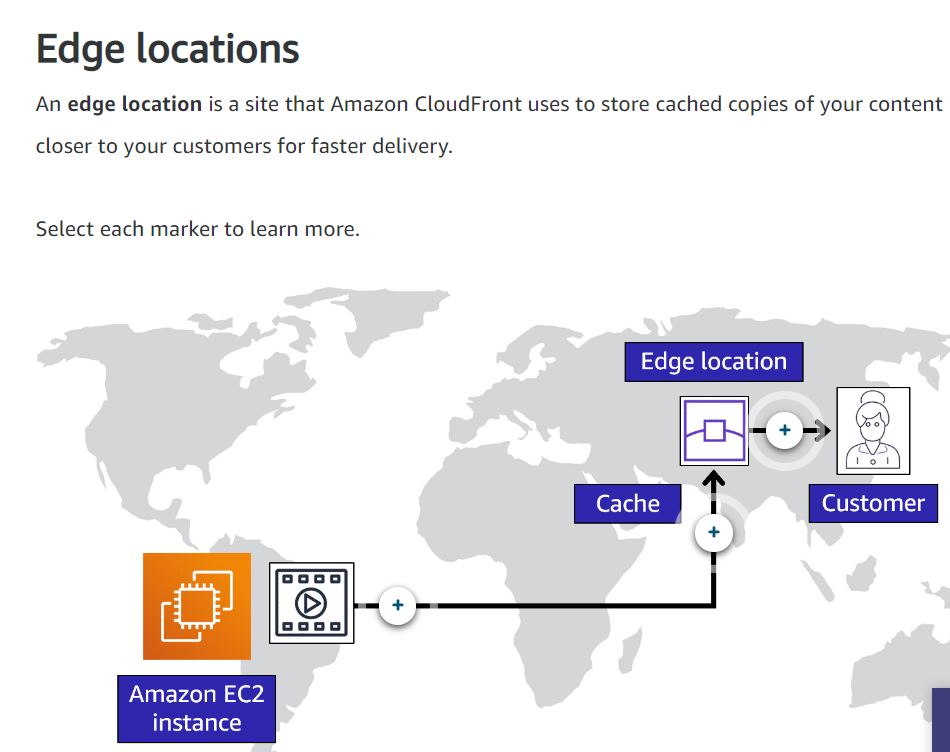 Edge locations
An edge location is a site that Amazon CloudFront uses to store cached copies of your content
closer to your customers for faster delivery.
Select each marker to learn more.
Edge location
Cache
Customer
Amazon EC2
instance